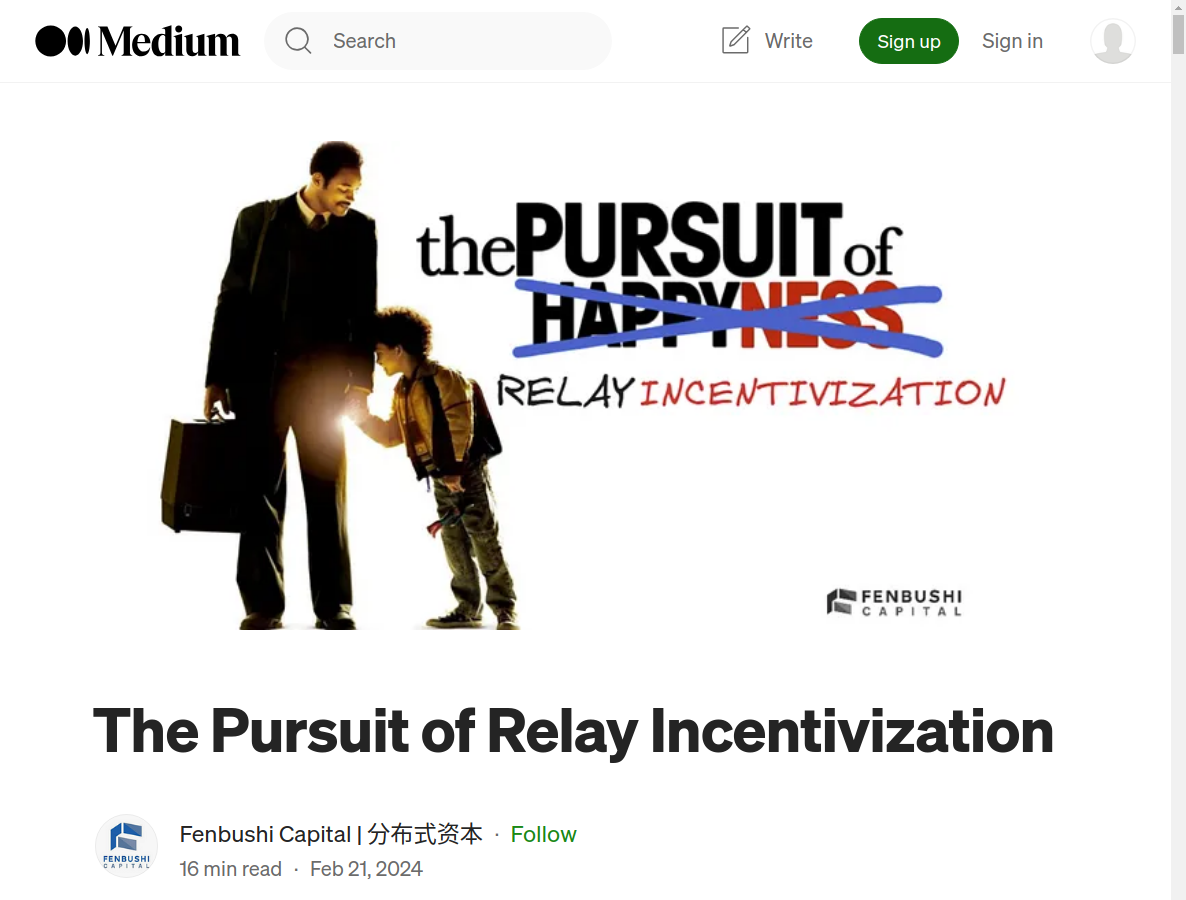 Medium
Search
Write
Sign up
Sign in
the PURSUIT of
HAPPYNESS
RELAY INCENTIVIZATION
FENBUSHI
CAPITAL
The Pursuit of Relay Incentivization
FENBUSHI
CAPITAL
Fenbushi Capital | 分布式资本 · Follow
16 min read · Feb 21, 2024